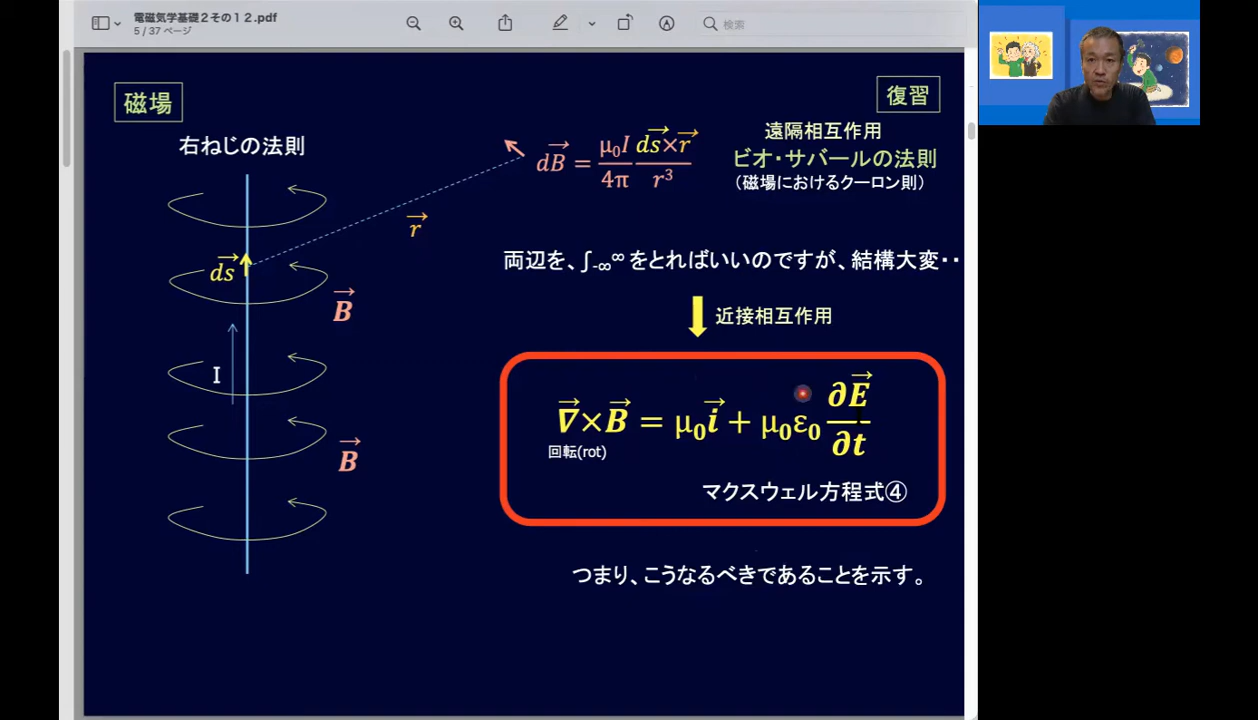 電磁気学基礎2その12.pdf
5 / 37 ページ
検索
磁場
復習
右ねじの法則
dB⃗ = μ₀I/4π ds⃗×r⃗/r³
遠隔相互作用
ビオ・サバールの法則
（磁場におけるクーロン則）
r⃗
ds⃗
B⃗
I
B⃗
両辺を、∫-∞^∞ をとればいいのですが、結構大変・・
近接相互作用
∇⃗×B⃗ = μ₀i⃗ + μ₀ε₀ ∂E⃗/∂t
回転(rot)
マクスウェル方程式④
つまり、こうなるべきであることを示す。